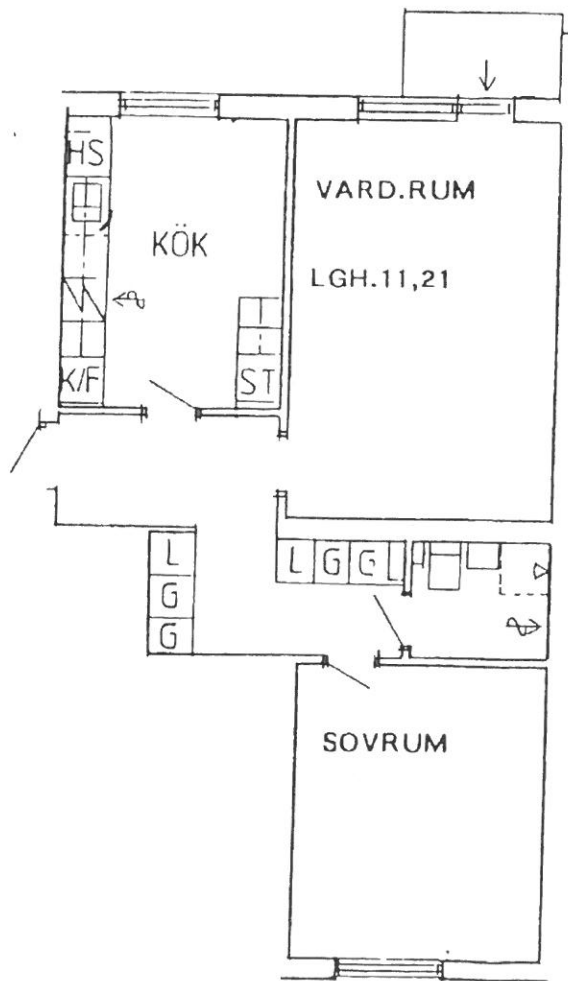 HS
VARD.RUM
KÖK
LGH.11,21
K/F
ST
L
L G G L
G
G
SOVRUM